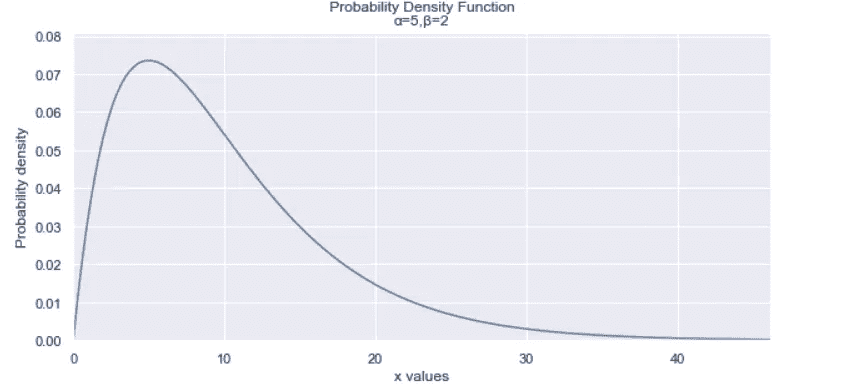 Probability Density Function
α=5,β=2
0.08
0.07
0.06
0.05
0.04
0.03
0.02
0.01
0.00
Probability density
0 10 20 30 40
x values